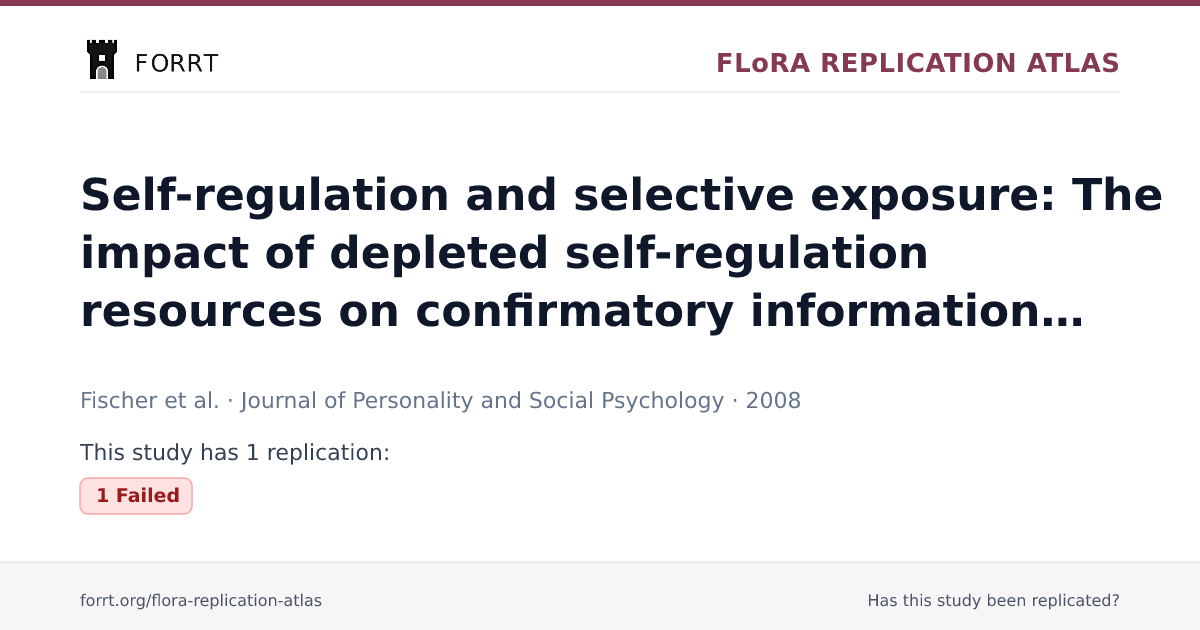 FORRT
FLoRA REPLICATION ATLAS
Self-regulation and selective exposure: The
impact of depleted self-regulation
resources on confirmatory information…
Fischer et al. · Journal of Personality and Social Psychology · 2008
This study has 1 replication:
1 Failed
forrt.org/flora-replication-atlas
Has this study been replicated?